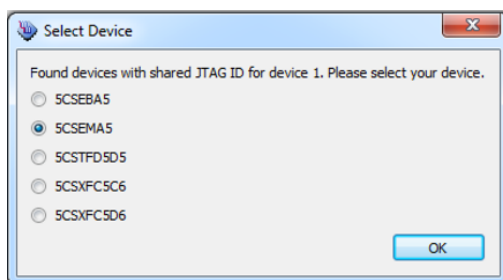 Select Device
Found devices with shared JTAG ID for device 1. Please select your device.
5CSEBA5
5CSEMA5
5CSTFD5D5
5CSXFC5C6
5CSXFC5D6
OK